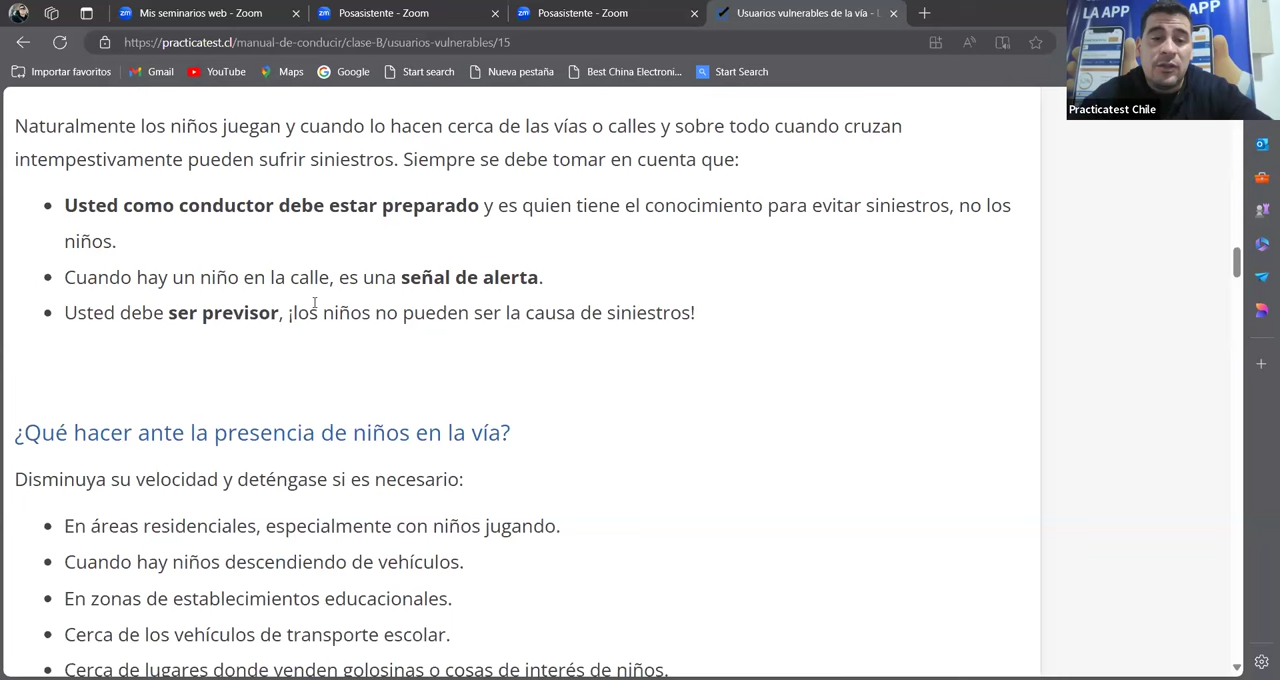 Mis seminarios web - Zoom
Posasistente - Zoom
Posasistente - Zoom
Usuarios vulnerables de la vía - L
https://practicatest.cl/manual-de-conducir/clase-B/usuarios-vulnerables/15
Importar favoritos
Gmail
YouTube
Maps
Google
Start search
Nueva pestaña
Best China Electroni...
Start Search
LA APP
LA APP
Practicatest Chile
Naturalmente los niños juegan y cuando lo hacen cerca de las vías o calles y sobre todo cuando cruzan
intempestivamente pueden sufrir siniestros. Siempre se debe tomar en cuenta que:
• Usted como conductor debe estar preparado y es quien tiene el conocimiento para evitar siniestros, no los
niños.
• Cuando hay un niño en la calle, es una señal de alerta.
• Usted debe ser previsor, ¡los niños no pueden ser la causa de siniestros!
¿Qué hacer ante la presencia de niños en la vía?
Disminuya su velocidad y deténgase si es necesario:
• En áreas residenciales, especialmente con niños jugando.
• Cuando hay niños descendiendo de vehículos.
• En zonas de establecimientos educacionales.
• Cerca de los vehículos de transporte escolar.
• Cerca de lugares donde venden golosinas o cosas de interés de niños.